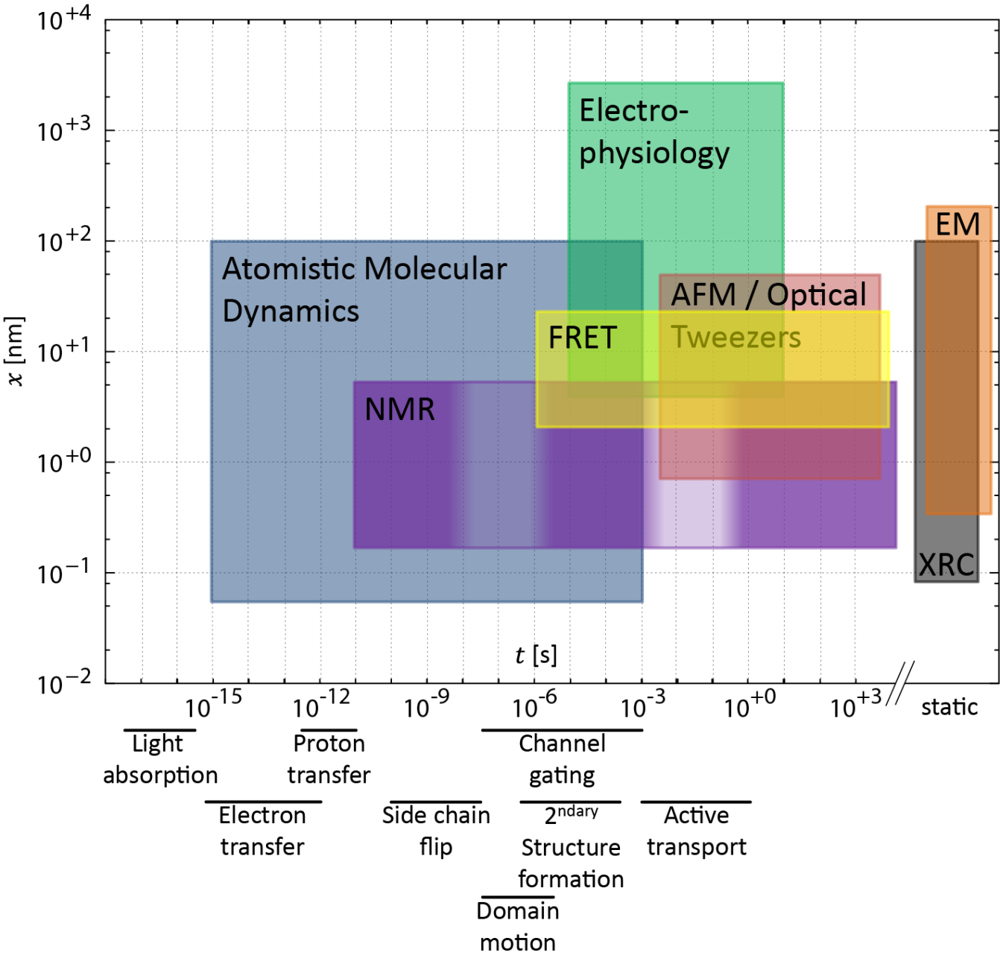 10+4
10+3
10+2
10+1
10+0
10−1
10−2
x [nm]
Electro-
physiology
EM
Atomistic Molecular
Dynamics
AFM / Optical
Tweezers
FRET
NMR
XRC
t [s]
10-15 10-12 10-9 10-6 10-3 10+0 10+3 static
Light
absorption
Proton
transfer
Channel
gating
Electron
transfer
Side chain
flip
2ndary
Structure
formation
Active
transport
Domain
motion